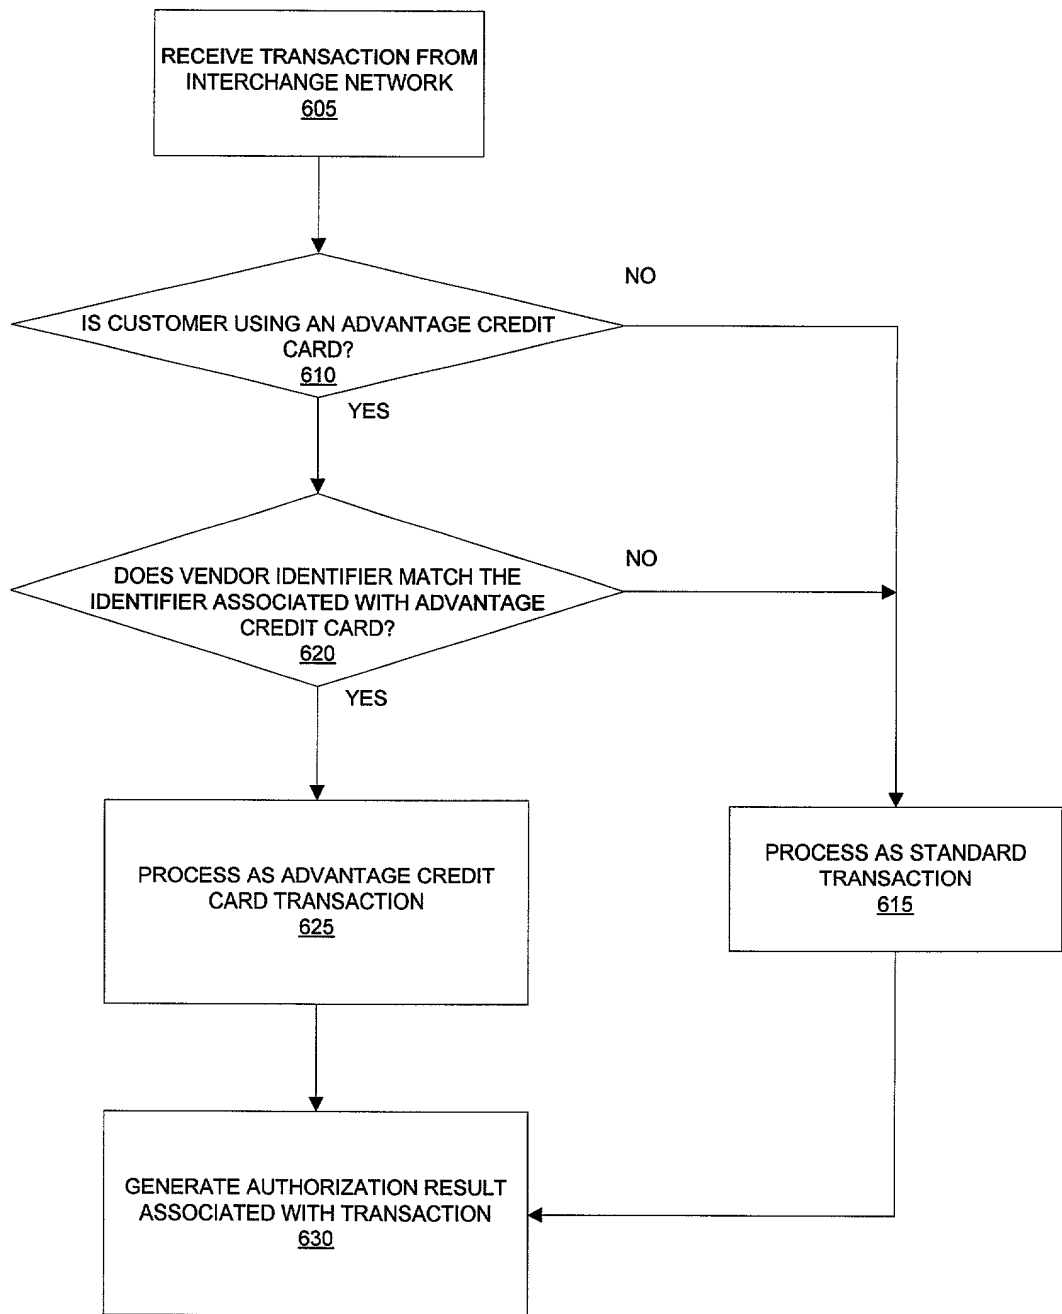 RECEIVE TRANSACTION FROM
INTERCHANGE NETWORK
605
NO
IS CUSTOMER USING AN ADVANTAGE CREDIT
CARD?
610
YES
NO
DOES VENDOR IDENTIFIER MATCH THE
IDENTIFIER ASSOCIATED WITH ADVANTAGE
CREDIT CARD?
620
YES
PROCESS AS ADVANTAGE CREDIT
CARD TRANSACTION
625
PROCESS AS STANDARD
TRANSACTION
615
GENERATE AUTHORIZATION RESULT
ASSOCIATED WITH TRANSACTION
630